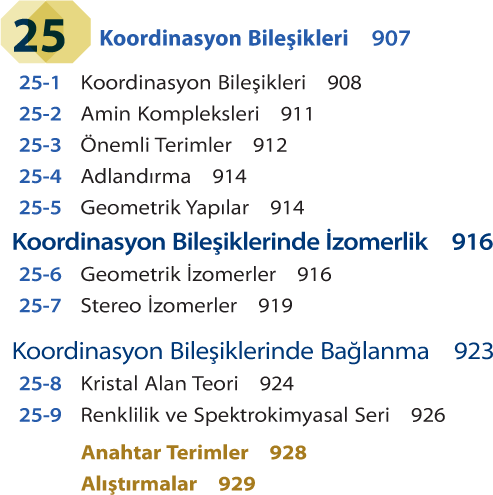 25 Koordinasyon Bileşikleri 907
25-1 Koordinasyon Bileşikleri 908
25-2 Amin Kompleksleri 911
25-3 Önemli Terimler 912
25-4 Adlandırma 914
25-5 Geometrik Yapılar 914
Koordinasyon Bileşiklerinde İzomerlik 916
25-6 Geometrik İzomerler 916
25-7 Stereo İzomerler 919
Koordinasyon Bileşiklerinde Bağlanma 923
25-8 Kristal Alan Teori 924
25-9 Renklilik ve Spektrokimyasal Seri 926
Anahtar Terimler 928
Alıştırmalar 929